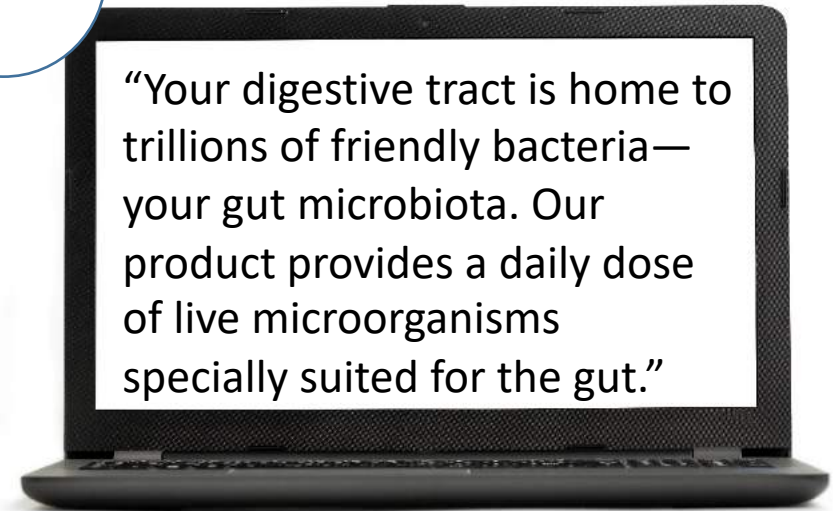 “Your digestive tract is home to
trillions of friendly bacteria—
your gut microbiota. Our
product provides a daily dose
of live microorganisms
specially suited for the gut.”